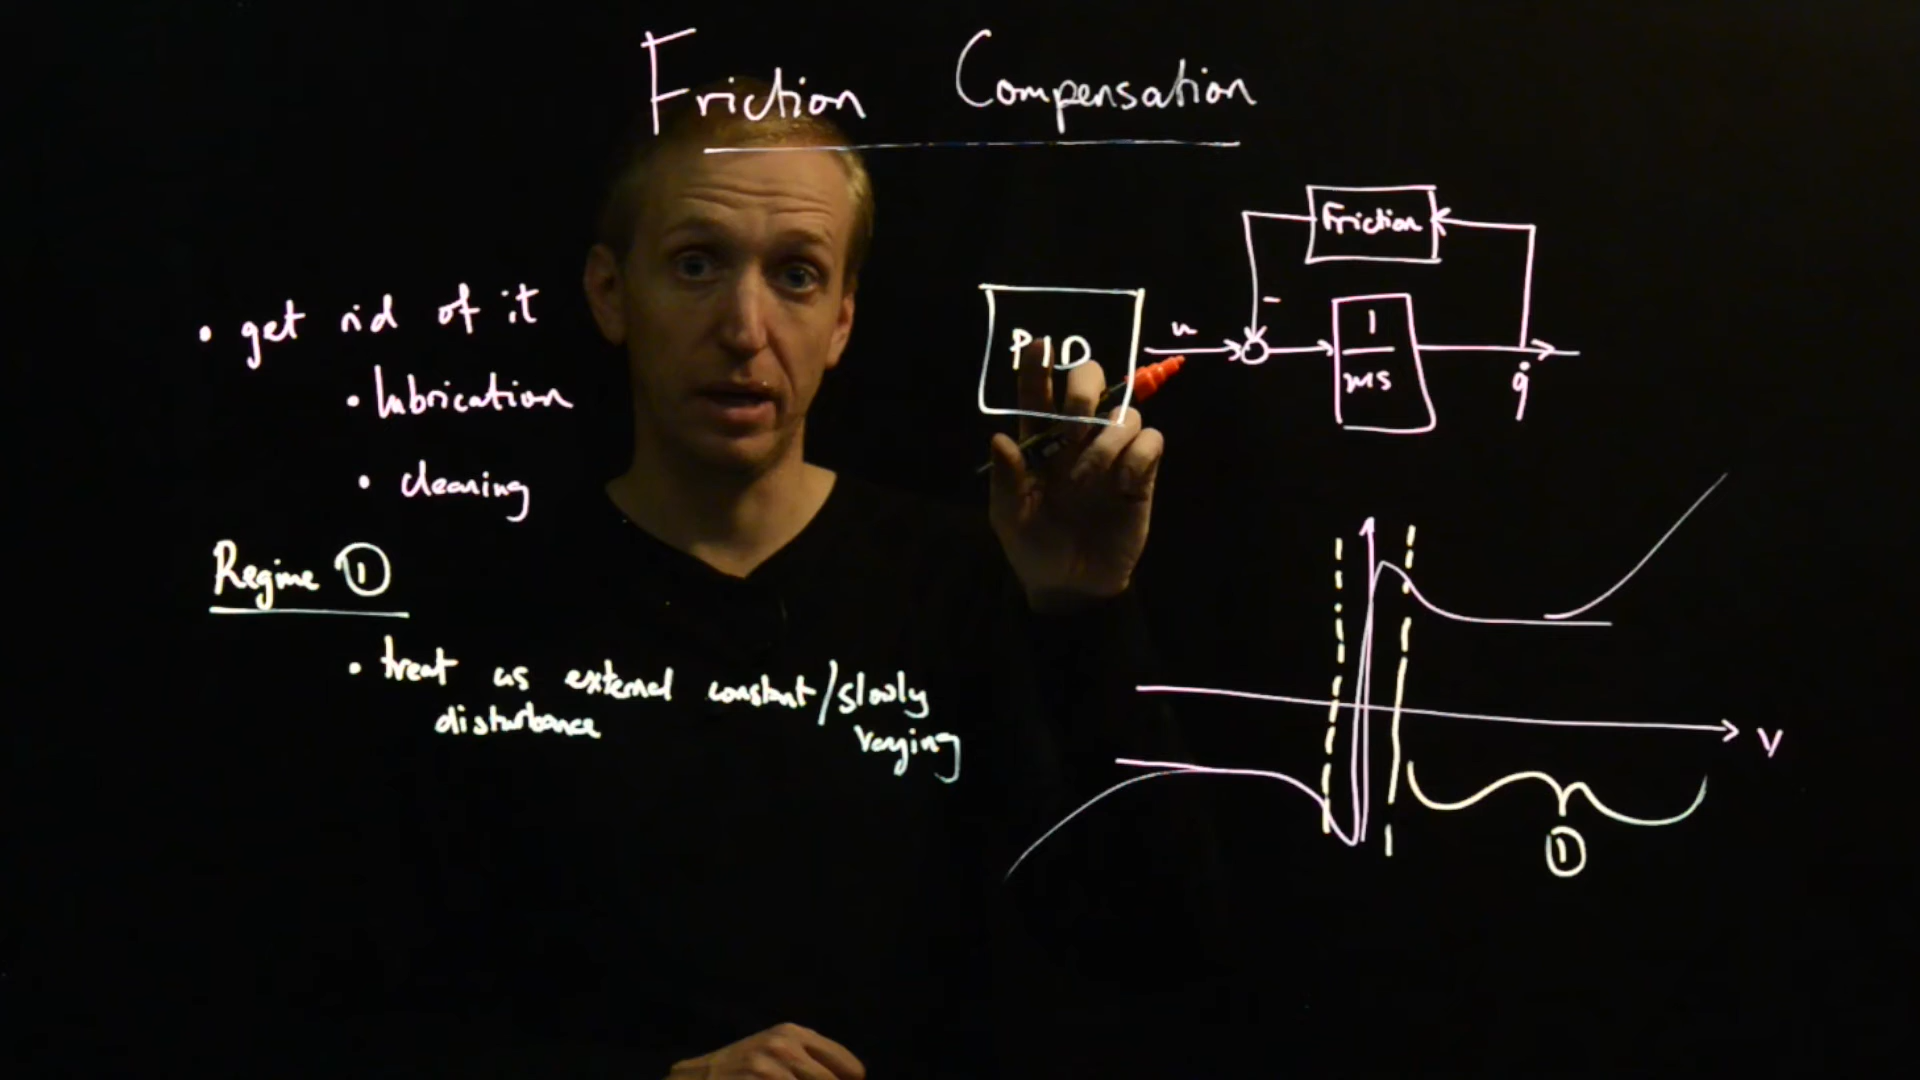 Friction Compensation
• get rid of it
• lubrication
• cleaning
Regime ①
• treat as external constant/slowly
disturbance varying
Friction
PID
u
-
1
ms
q̇
v
①